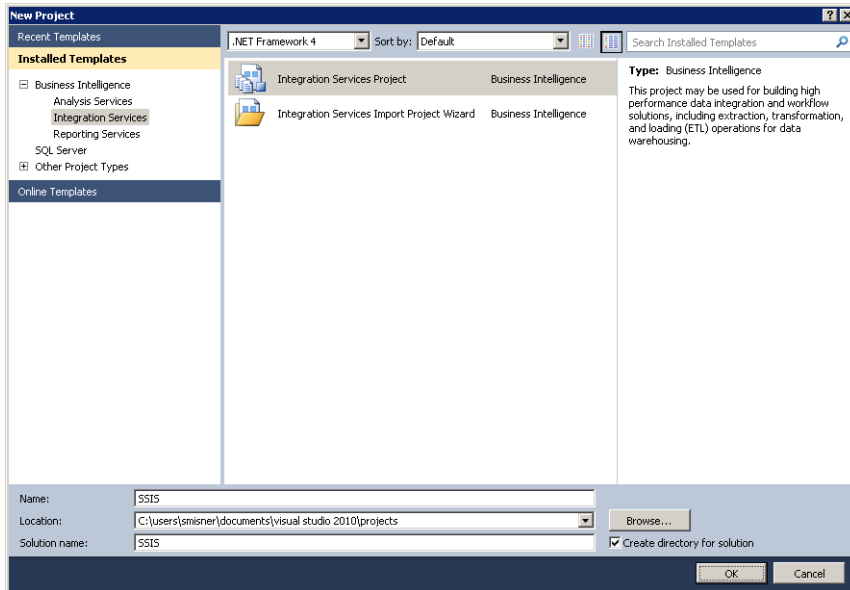 New Project
Recent Templates
Installed Templates
Business Intelligence
Analysis Services
Integration Services
Reporting Services
SQL Server
Other Project Types
Online Templates
.NET Framework 4 Sort by: Default
Search Installed Templates
Integration Services Project Business Intelligence
Integration Services Import Project Wizard Business Intelligence
Type: Business Intelligence
This project may be used for building high
performance data integration and workflow
solutions, including extraction, transformation,
and loading (ETL) operations for data
warehousing.
Name: SSIS
Location: C:\users\smisner\documents\visual studio 2010\projects Browse...
Solution name: SSIS Create directory for solution
OK Cancel